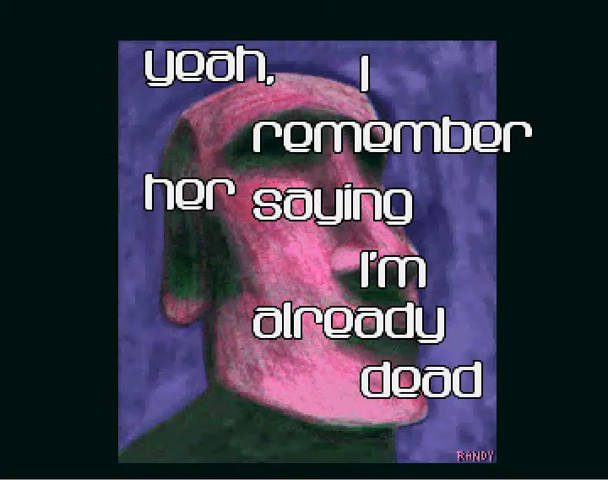 yeah, I
remember
her saying
I'm
already
dead
RANDY